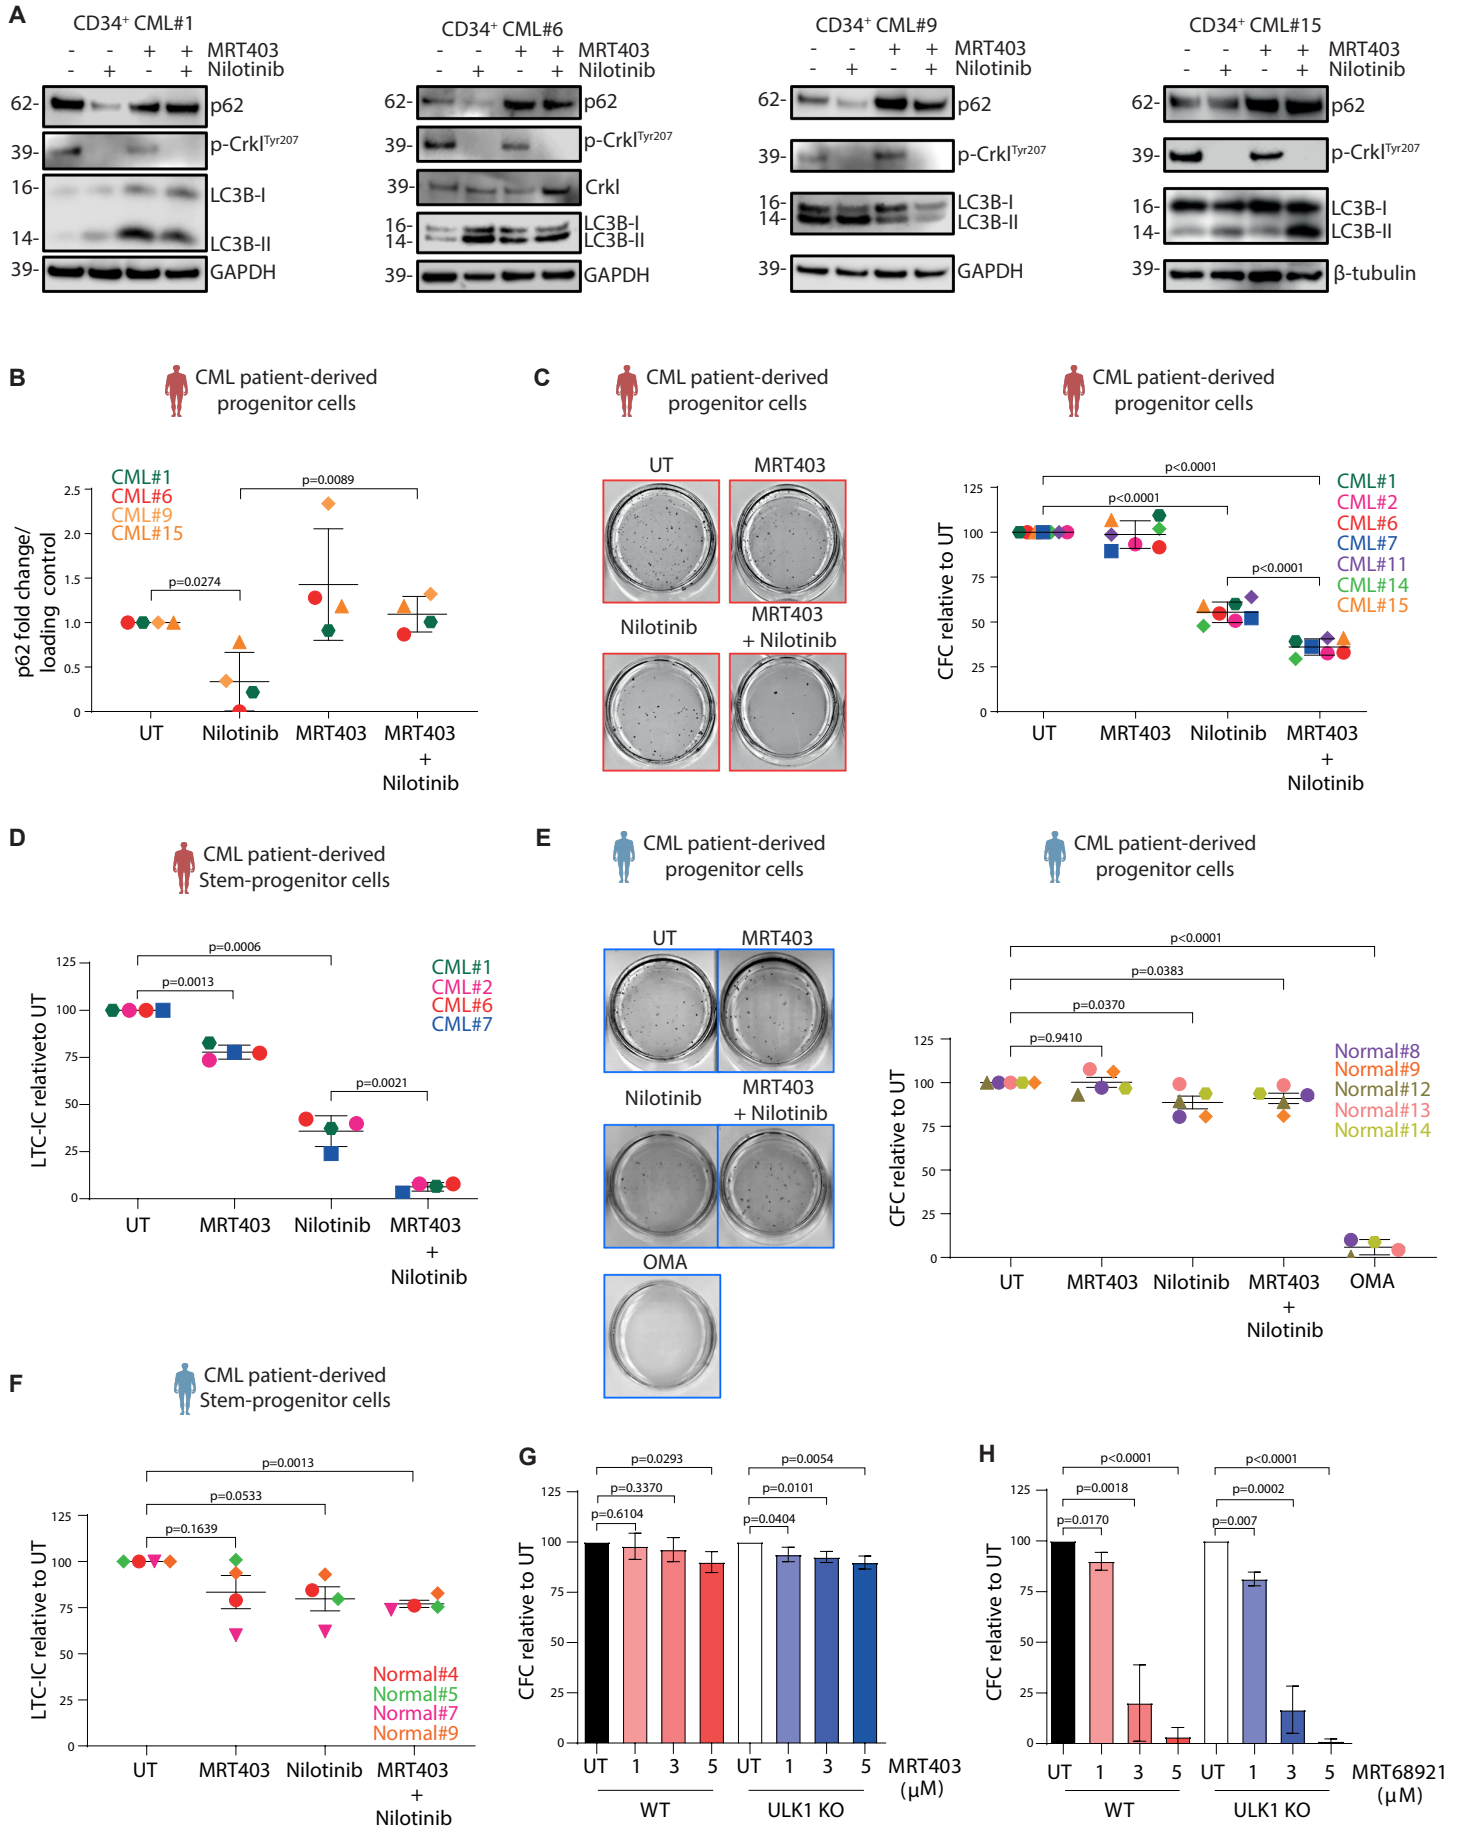 A
CD34+ CML#1
- - + + MRT403
- + - + Nilotinib
62- p62
39- p-CrklTyr207
16- LC3B-I
14- LC3B-II
39- GAPDH
CD34+ CML#6
- - + + MRT403
- + - + Nilotinib
62- p62
39- p-CrklTyr207
39- Crkl
16- LC3B-I
14- LC3B-II
39- GAPDH
CD34+ CML#9
- - + + MRT403
- + - + Nilotinib
62- p62
39- p-CrklTyr207
16- LC3B-I
14- LC3B-II
39- GAPDH
CD34+ CML#15
- - + + MRT403
- + - + Nilotinib
62- p62
39- p-CrklTyr207
16- LC3B-I
14- LC3B-II
39- β-tubulin
B
CML patient-derived
progenitor cells
CML#1
CML#6
CML#9
CML#15
p=0.0089
p=0.0274
p62 fold change/
loading control
2.5
2.0
1.5
1.0
0.5
0
UT Nilotinib MRT403 MRT403
+
Nilotinib
C
CML patient-derived
progenitor cells
UT MRT403
Nilotinib MRT403
+ Nilotinib
CML patient-derived
progenitor cells
p<0.0001
p<0.0001
p<0.0001
CML#1
CML#2
CML#6
CML#7
CML#11
CML#14
CML#15
CFC relative to UT
125
100
75
50
25
0
UT MRT403 Nilotinib MRT403
+
Nilotinib
D
CML patient-derived
Stem-progenitor cells
p=0.0006
p=0.0013
p=0.0021
CML#1
CML#2
CML#6
CML#7
LTC-IC relativeto UT
125
100
75
50
25
0
UT MRT403 Nilotinib MRT403
+
Nilotinib
E
CML patient-derived
progenitor cells
UT MRT403
Nilotinib MRT403
+ Nilotinib
OMA
CML patient-derived
progenitor cells
p<0.0001
p=0.0383
p=0.0370
p=0.9410
Normal#8
Normal#9
Normal#12
Normal#13
Normal#14
CFC relative to UT
125
100
75
50
25
0
UT MRT403 Nilotinib MRT403 OMA
+
Nilotinib
F
CML patient-derived
Stem-progenitor cells
p=0.0013
p=0.0533
p=0.1639
LTC-IC relative to UT
125
100
75
50
25
0
Normal#4
Normal#5
Normal#7
Normal#9
UT MRT403 Nilotinib MRT403
+
Nilotinib
G
p=0.0293 p=0.0054
p=0.3370 p=0.0101
p=0.6104 p=0.0404
CFC relative to UT
125
100
75
50
25
0
UT 1 3 5 UT 1 3 5 MRT403
(μM)
WT ULK1 KO
H
p<0.0001 p<0.0001
p=0.0018 p=0.0002
p=0.0170 p=0.007
CFC relative to UT
125
100
75
50
25
0
UT 1 3 5 UT 1 3 5 MRT68921
(μM)
WT ULK1 KO